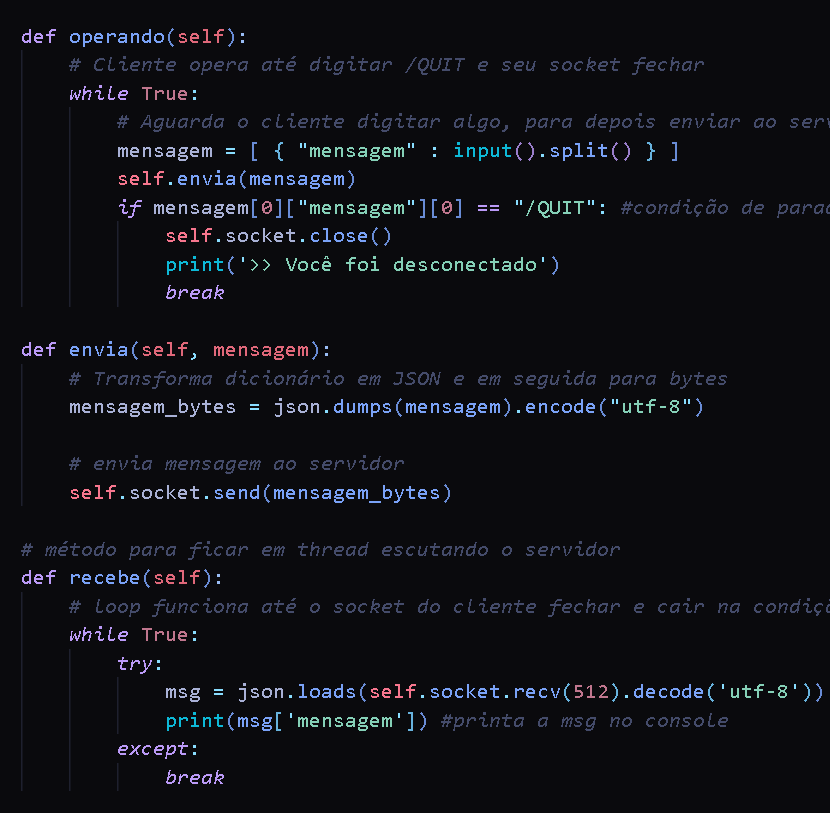 def operando(self):
    # Cliente opera até digitar /QUIT e seu socket fechar
    while True:
        # Aguarda o cliente digitar algo, para depois enviar ao serv
        mensagem = [ { "mensagem" : input().split() } ]
        self.envia(mensagem)
        if mensagem[0]["mensagem"][0] == "/QUIT": #condição de parad
            self.socket.close()
            print('>> Você foi desconectado')
            break
def envia(self, mensagem):
    # Transforma dicionário em JSON e em seguida para bytes
    mensagem_bytes = json.dumps(mensagem).encode("utf-8")
    # envia mensagem ao servidor
    self.socket.send(mensagem_bytes)
# método para ficar em thread escutando o servidor
def recebe(self):
    # loop funciona até o socket do cliente fechar e cair na condiçã
    while True:
        try:
            msg = json.loads(self.socket.recv(512).decode('utf-8'))
            print(msg['mensagem']) #printa a msg no console
        except:
            break